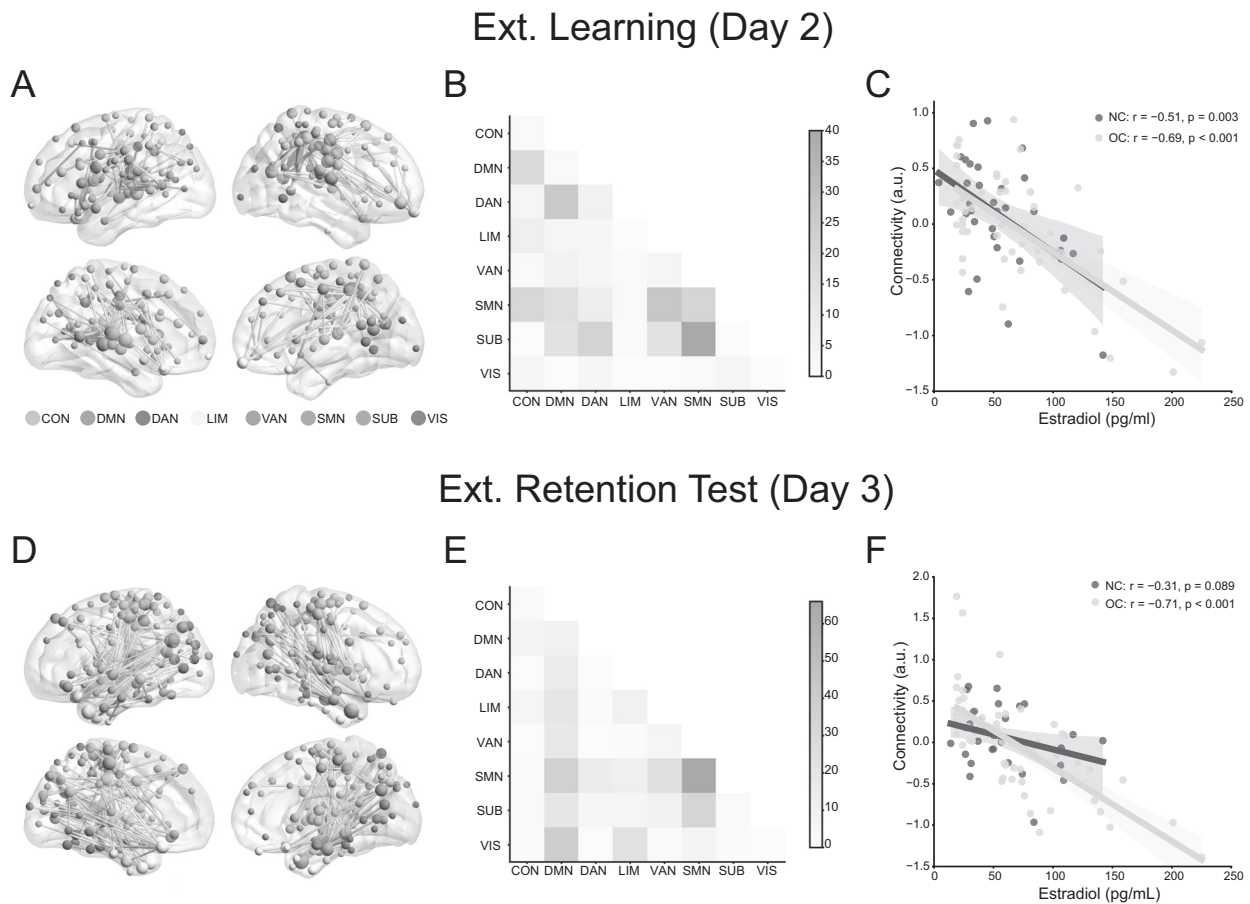 Ext. Learning (Day 2)
A
B
C
CON
DMN
DAN
LIM
VAN
SMN
SUB
VIS
CON DMN DAN LIM VAN SMN SUB VIS
40
35
30
25
20
15
10
5
0
NC: r = −0.51, p = 0.003
OC: r = −0.69, p < 0.001
Connectivity (a.u.)
1.0
0.5
0.0
−0.5
−1.0
−1.5
0 50 100 150 200 250
Estradiol (pg/ml)
CON DMN DAN LIM VAN SMN SUB VIS
Ext. Retention Test (Day 3)
D
E
F
CON
DMN
DAN
LIM
VAN
SMN
SUB
VIS
CON DMN DAN LIM VAN SMN SUB VIS
60
50
40
30
20
10
0
NC: r = −0.31, p = 0.089
OC: r = −0.71, p < 0.001
Connectivity (a.u.)
2.0
1.5
1.0
0.5
0.0
−0.5
−1.0
−1.5
0 50 100 150 200 250
Estradiol (pg/mL)